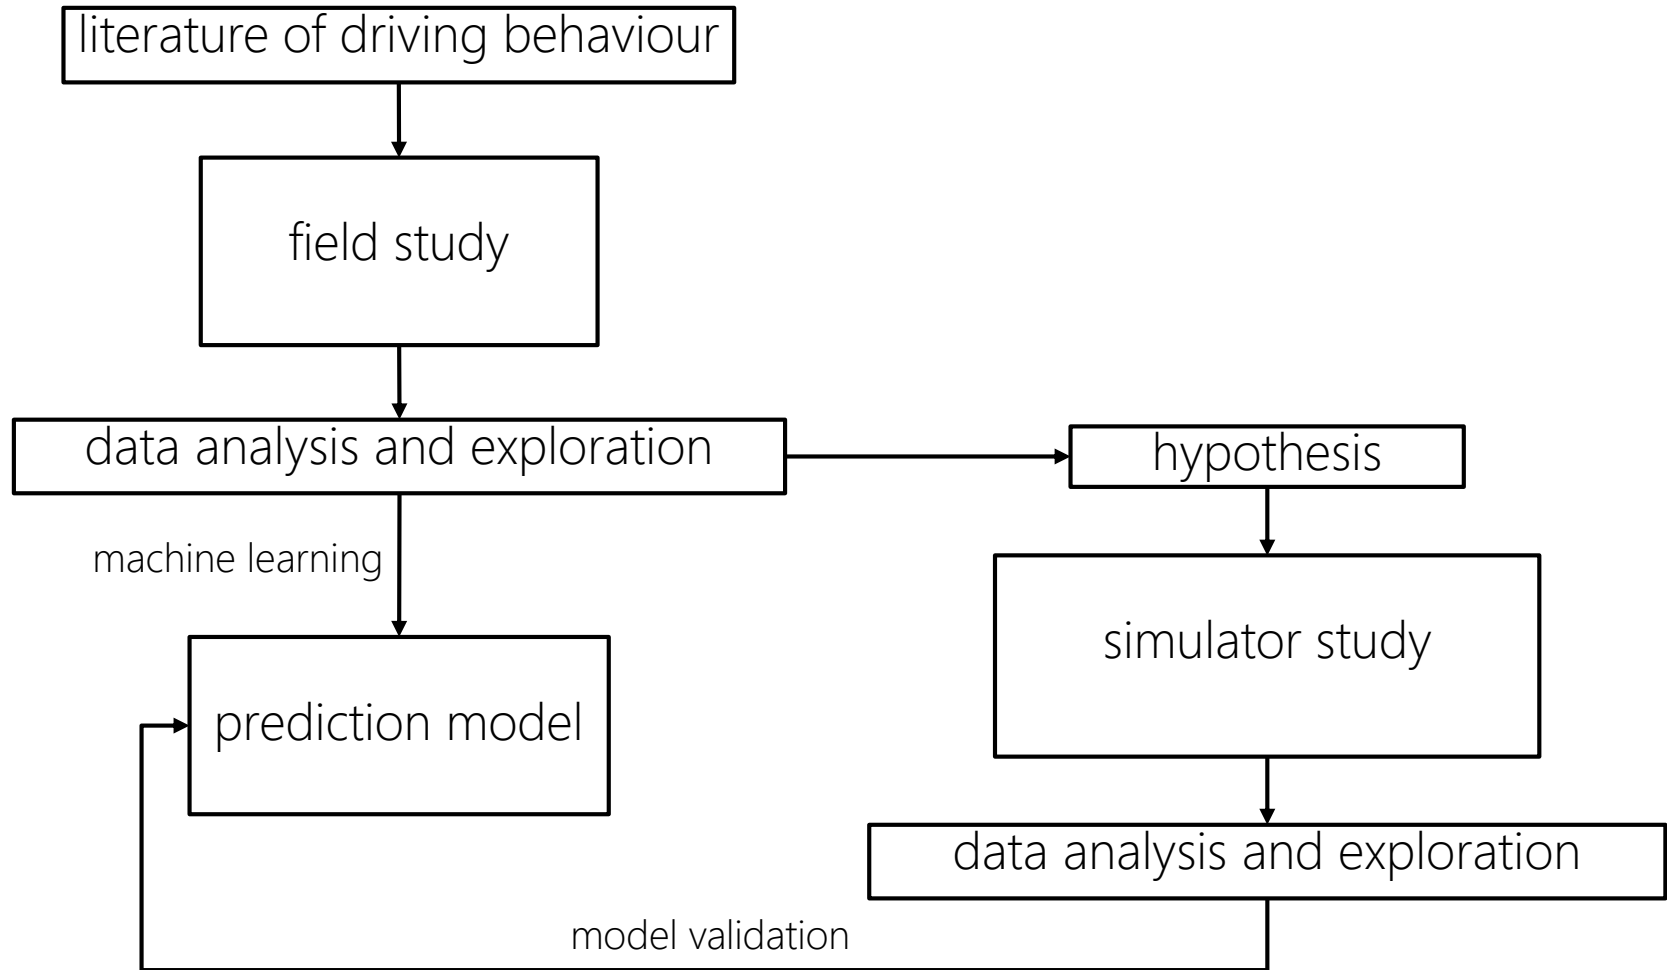 literature of driving behaviour
field study
data analysis and exploration
hypothesis
machine learning
simulator study
prediction model
data analysis and exploration
model validation